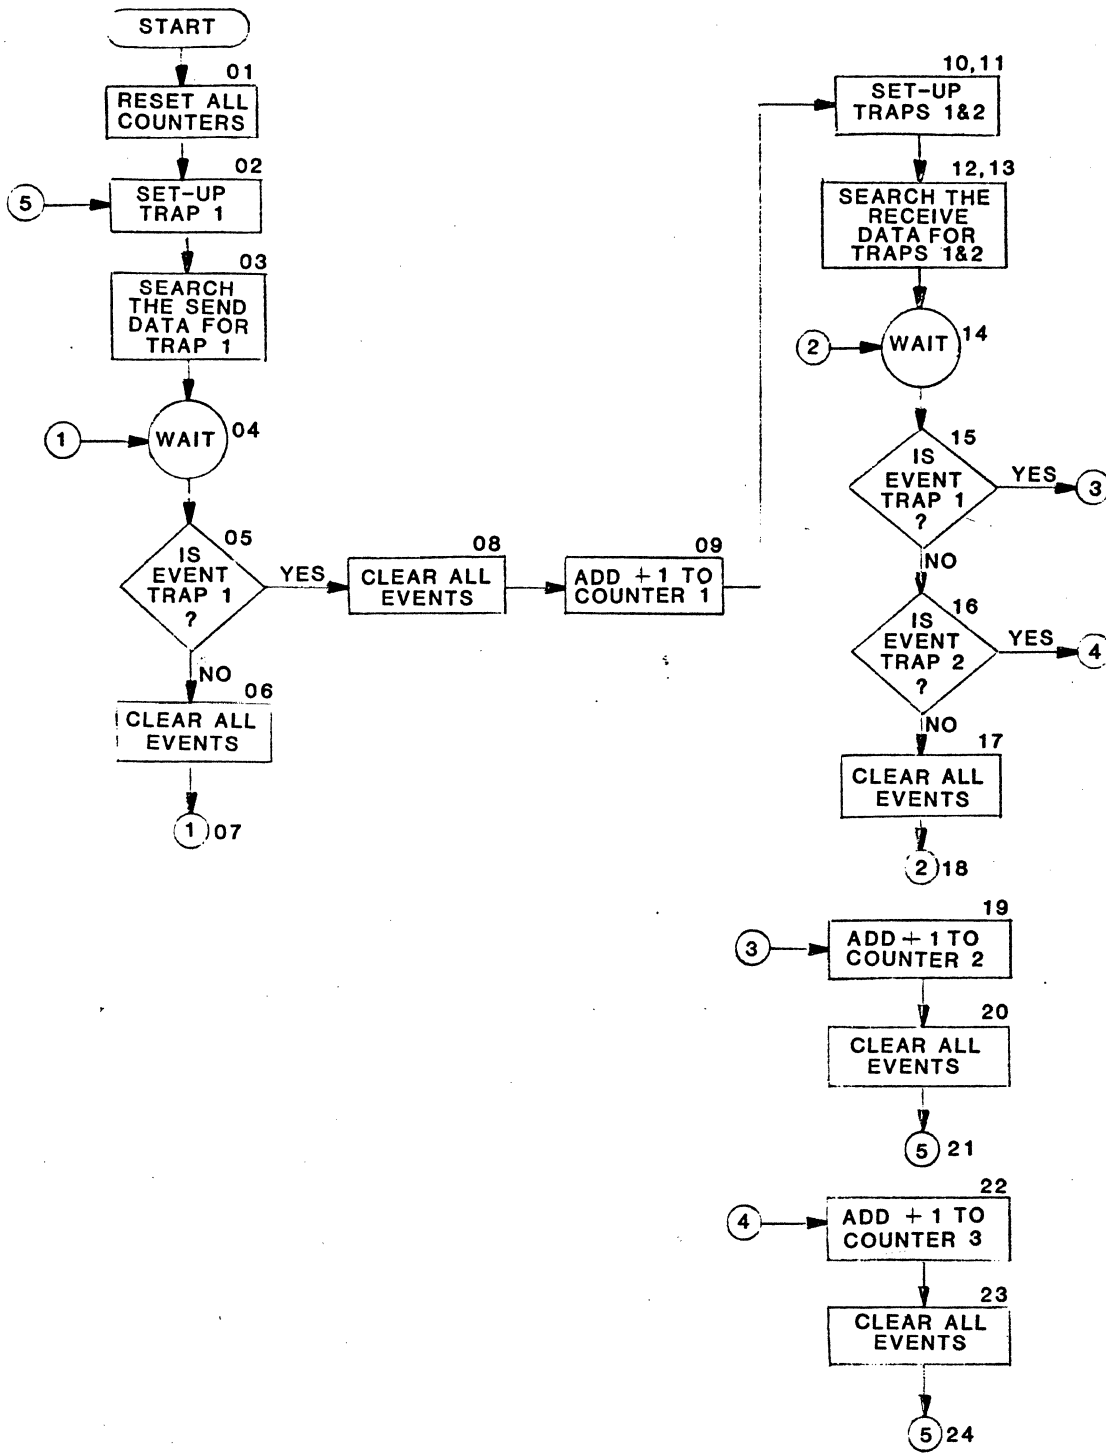 START
01
RESET ALL
COUNTERS
02
5
SET-UP
TRAP 1
03
SEARCH
THE SEND
DATA FOR
TRAP 1
1
WAIT
04
05
IS
EVENT
TRAP 1
?
YES
NO
06
CLEAR ALL
EVENTS
1
07
08
CLEAR ALL
EVENTS
09
ADD +1 TO
COUNTER 1
10,11
SET-UP
TRAPS 1&2
12,13
SEARCH THE
RECEIVE
DATA FOR
TRAPS 1&2
2
WAIT
14
15
IS
EVENT
TRAP 1
?
YES
3
NO
16
IS
EVENT
TRAP 2
?
YES
4
NO
17
CLEAR ALL
EVENTS
2
18
19
3
ADD +1 TO
COUNTER 2
20
CLEAR ALL
EVENTS
5
21
22
4
ADD +1 TO
COUNTER 3
23
CLEAR ALL
EVENTS
5
24